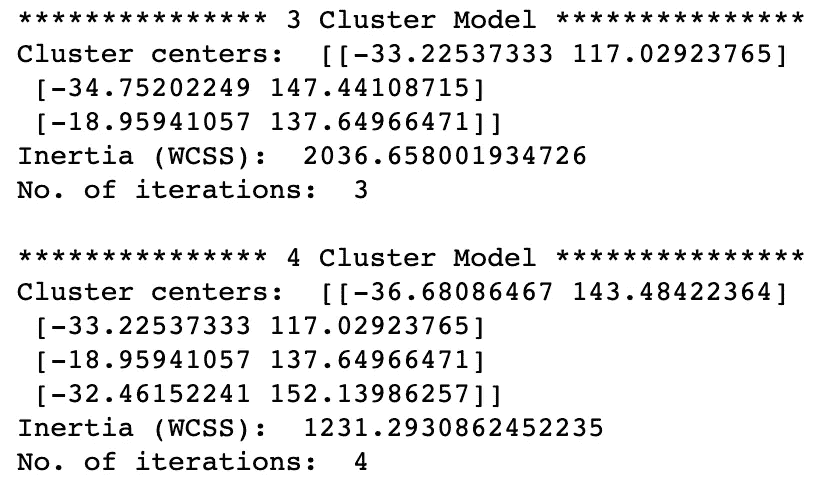 *************** 3 Cluster Model ***************
Cluster centers:  [[-33.22537333 117.02923765]
 [-34.75202249 147.44108715]
 [-18.95941057 137.64966471]]
Inertia (WCSS):  2036.658001934726
No. of iterations:  3

*************** 4 Cluster Model ***************
Cluster centers:  [[-36.68086467 143.48422364]
 [-33.22537333 117.02923765]
 [-18.95941057 137.64966471]
 [-32.46152241 152.13986257]]
Inertia (WCSS):  1231.2930862452235
No. of iterations:  4